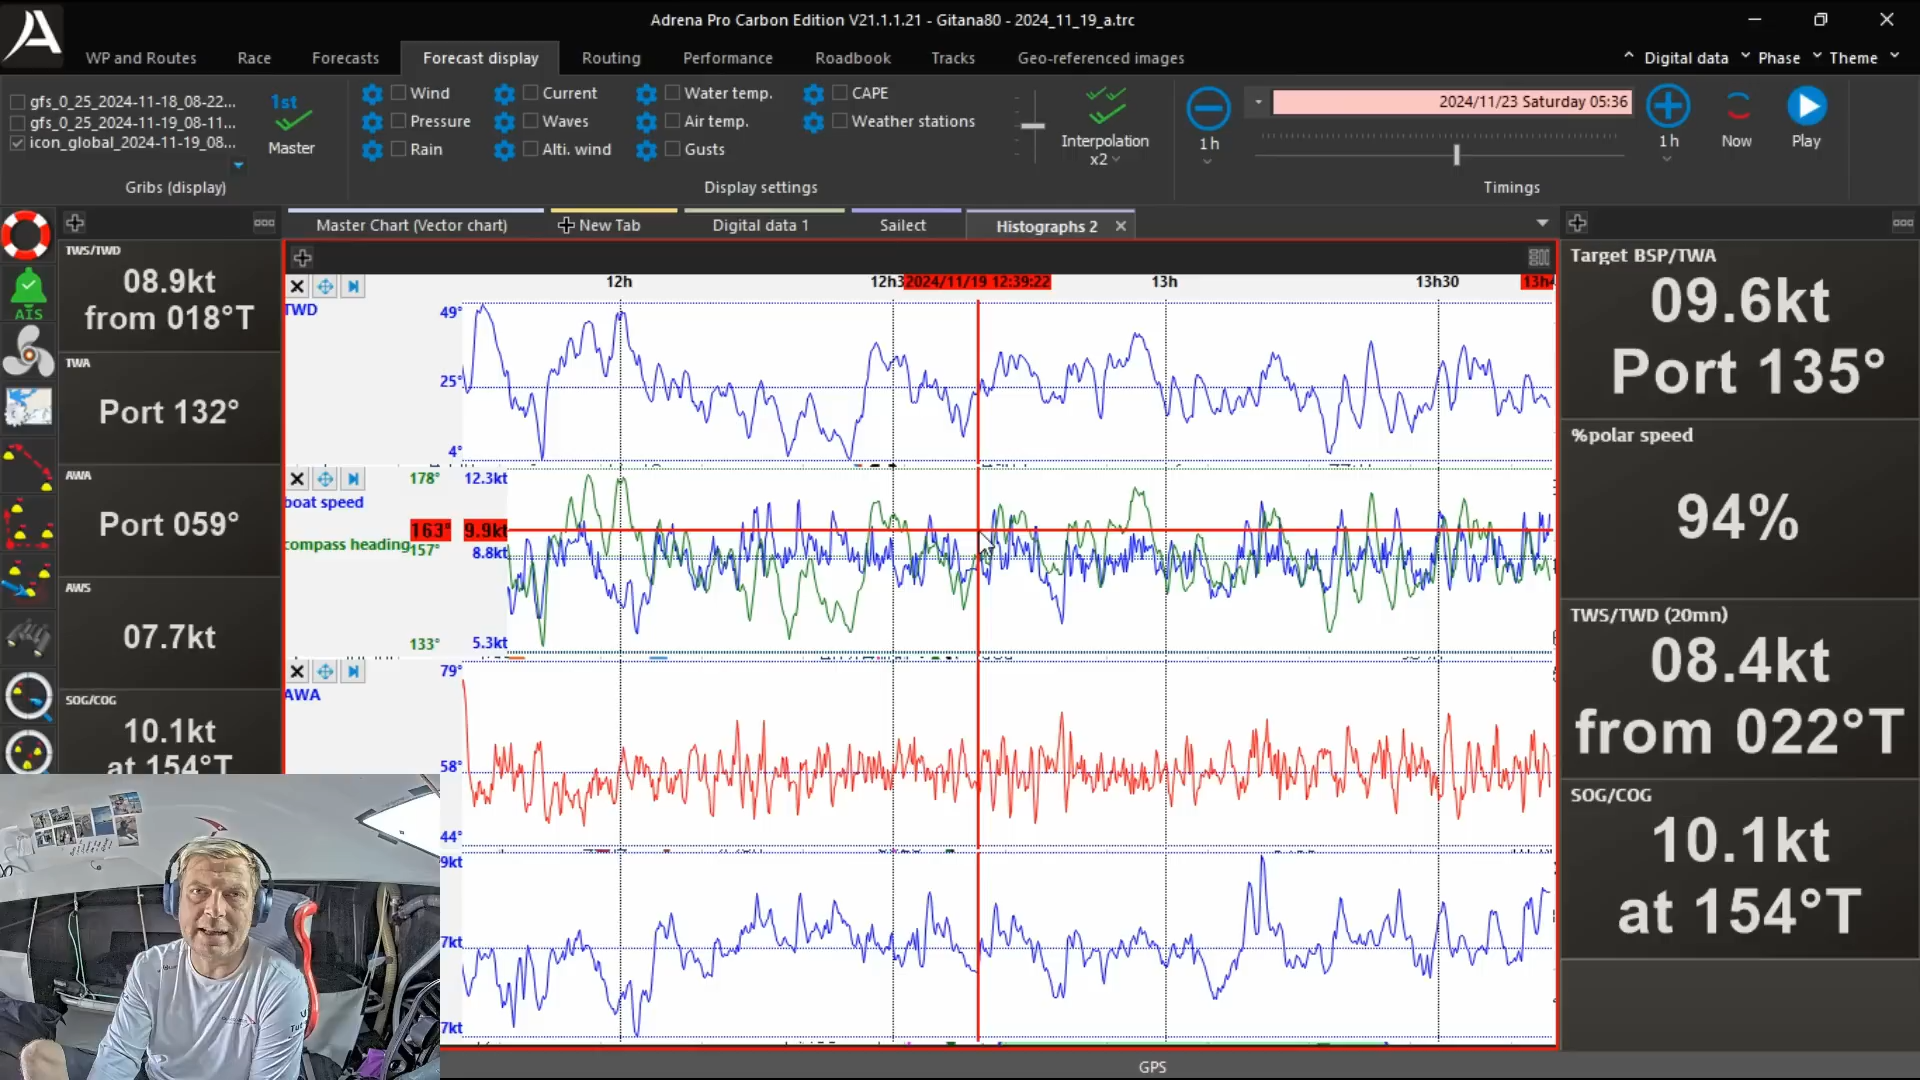 Adrena Pro Carbon Edition V21.1.1.21 - Gitana80 - 2024_11_19_a.trc
WP and Routes
Race
Forecasts
Forecast display
Routing
Performance
Roadbook
Tracks
Geo-referenced images
Digital data
Phase
Theme
gfs_0_25_2024-11-18_08-22...
gfs_0_25_2024-11-19_08-11...
icon_global_2024-11-19_08...
1st
Master
Gribs (display)
Wind
Pressure
Rain
Current
Waves
Alti. wind
Water temp.
Air temp.
Gusts
CAPE
Weather stations
Interpolation
x2
Display settings
1 h
2024/11/23 Saturday 05:36
1 h
Now
Play
Timings
Master Chart (Vector chart)
New Tab
Digital data 1
Sailect
Histographs 2
AIS
TWS/TWD
08.9kt
from 018°T
TWA
Port 132°
AWA
Port 059°
AWS
07.7kt
SOG/COG
10.1kt
at 154°T
12h
12h3
2024/11/19 12:39:22
13h
13h30
13h4
TWD
49°
25°
4°
boat speed
compass heading
178°
12.3kt
163°
9.9kt
157°
8.8kt
133°
5.3kt
AWA
79°
58°
44°
9kt
7kt
7kt
Target BSP/TWA
09.6kt
Port 135°
%polar speed
94%
TWS/TWD (20mn)
08.4kt
from 022°T
SOG/COG
10.1kt
at 154°T
GPS